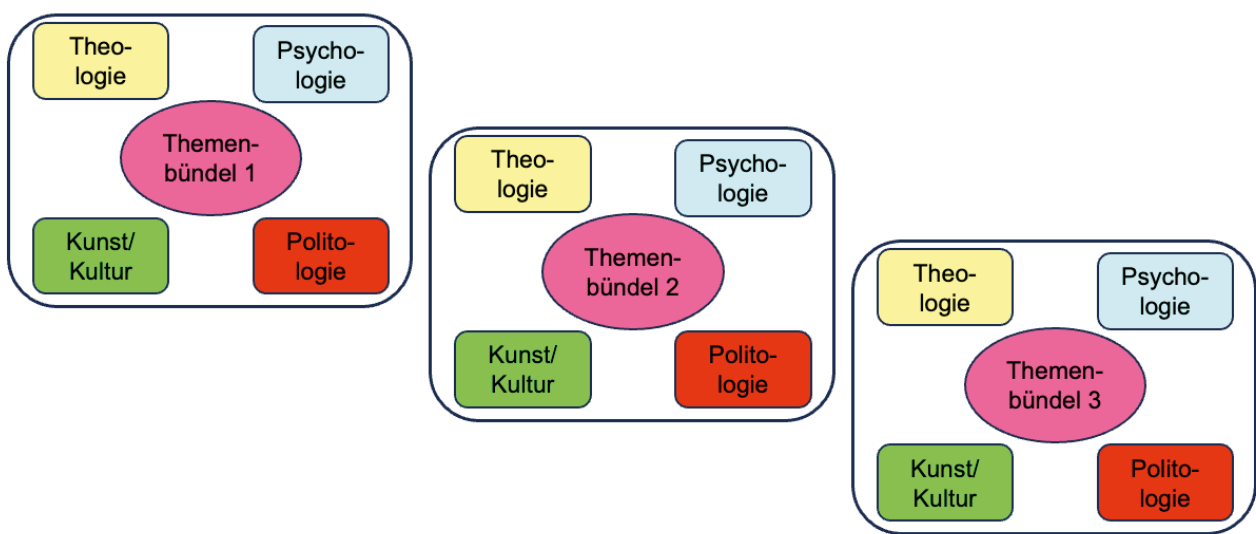 Theo-
logie
Psycho-
logie
Themen-
bündel 1
Kunst/
Kultur
Polito-
logie
Theo-
logie
Psycho-
logie
Themen-
bündel 2
Kunst/
Kultur
Polito-
logie
Theo-
logie
Psycho-
logie
Themen-
bündel 3
Kunst/
Kultur
Polito-
logie